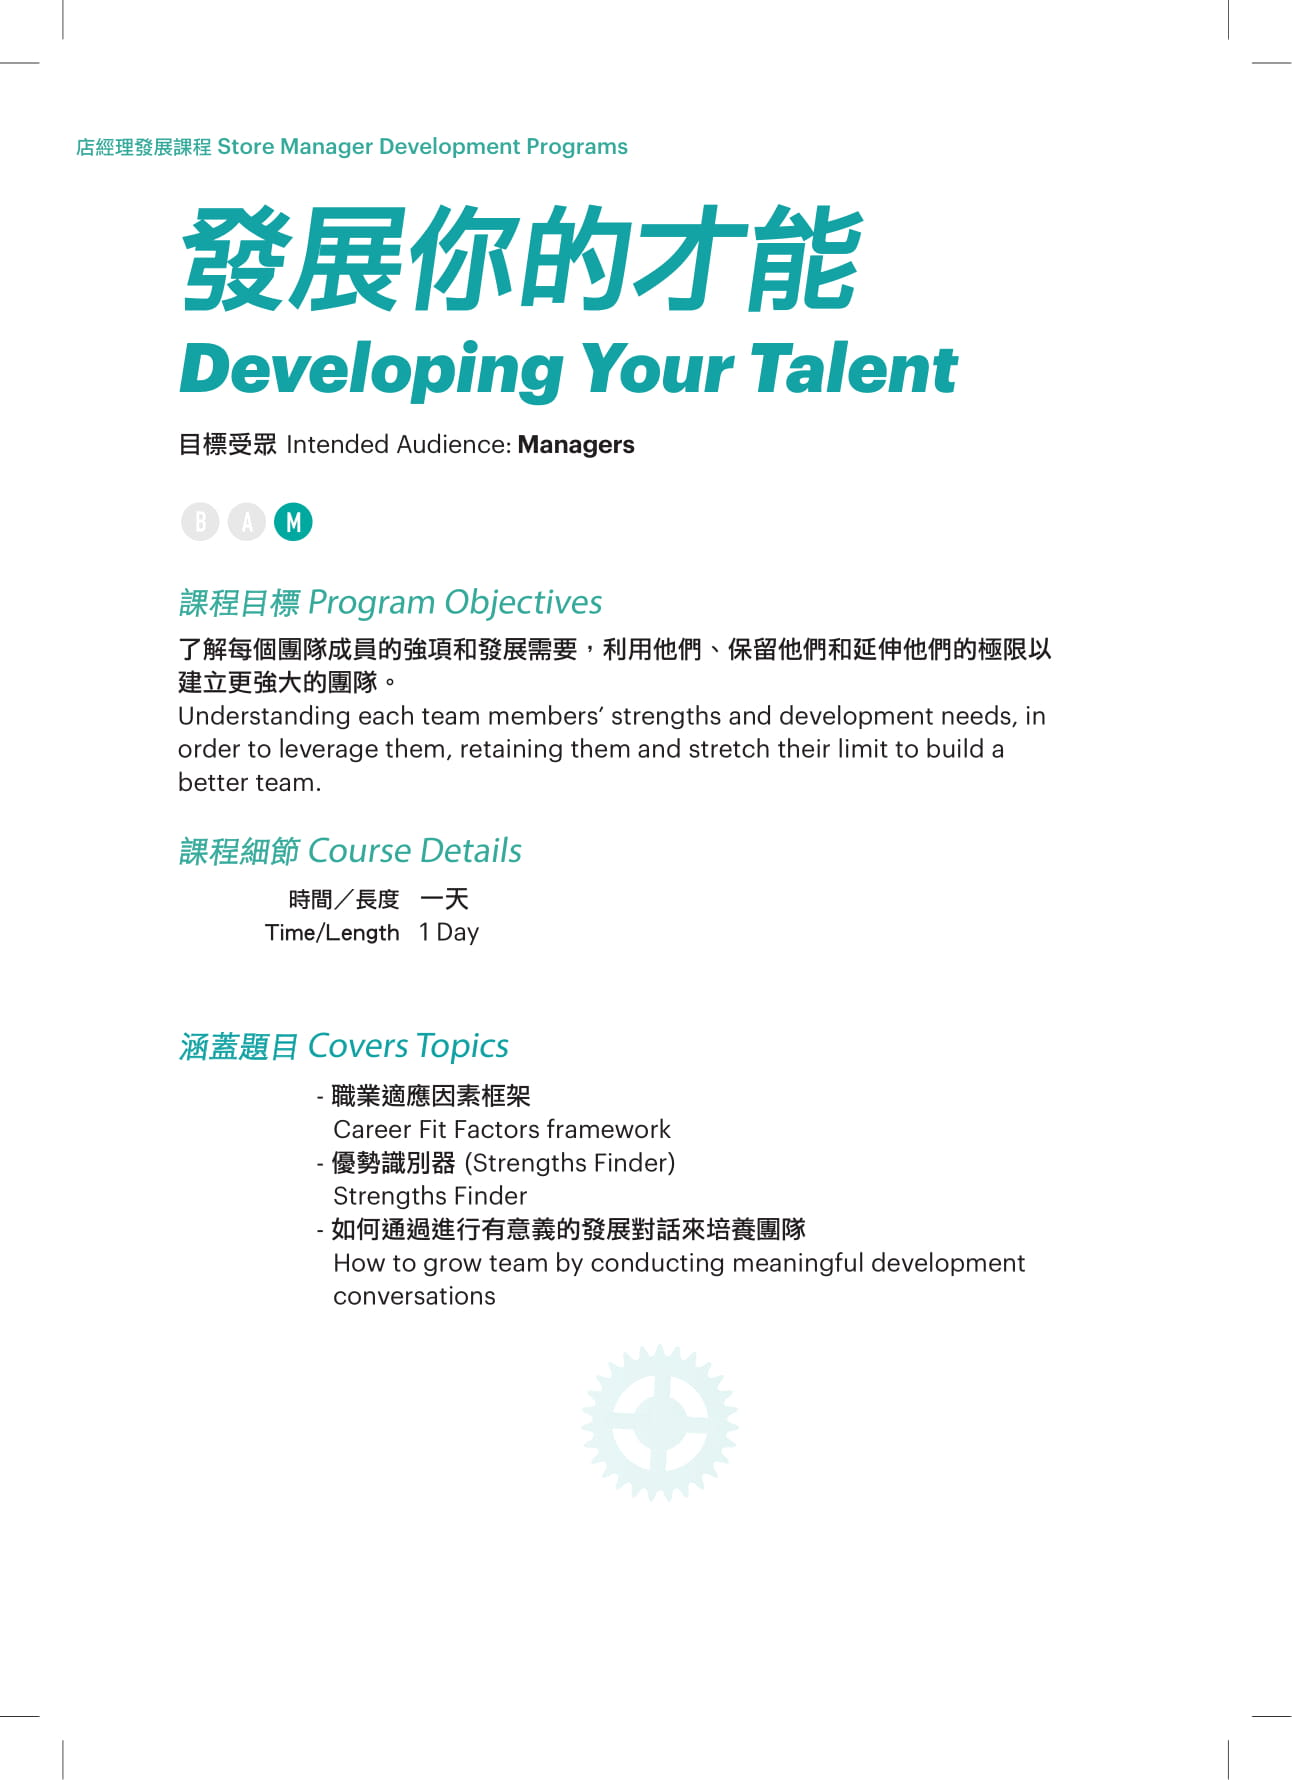 店經理發展課程 Store Manager Development Programs
發展你的才能
Developing Your Talent
目標受眾 Intended Audience: Managers
B A M
課程目標 Program Objectives
了解每個團隊成員的強項和發展需要，利用他們、保留他們和延伸他們的極限以
建立更強大的團隊。
Understanding each team members’ strengths and development needs, in
order to leverage them, retaining them and stretch their limit to build a
better team.
課程細節 Course Details
時間／長度 一天
Time/Length 1 Day
涵蓋題目 Covers Topics
- 職業適應因素框架
Career Fit Factors framework
- 優勢識別器 (Strengths Finder)
Strengths Finder
- 如何通過進行有意義的發展對話來培養團隊
How to grow team by conducting meaningful development
conversations